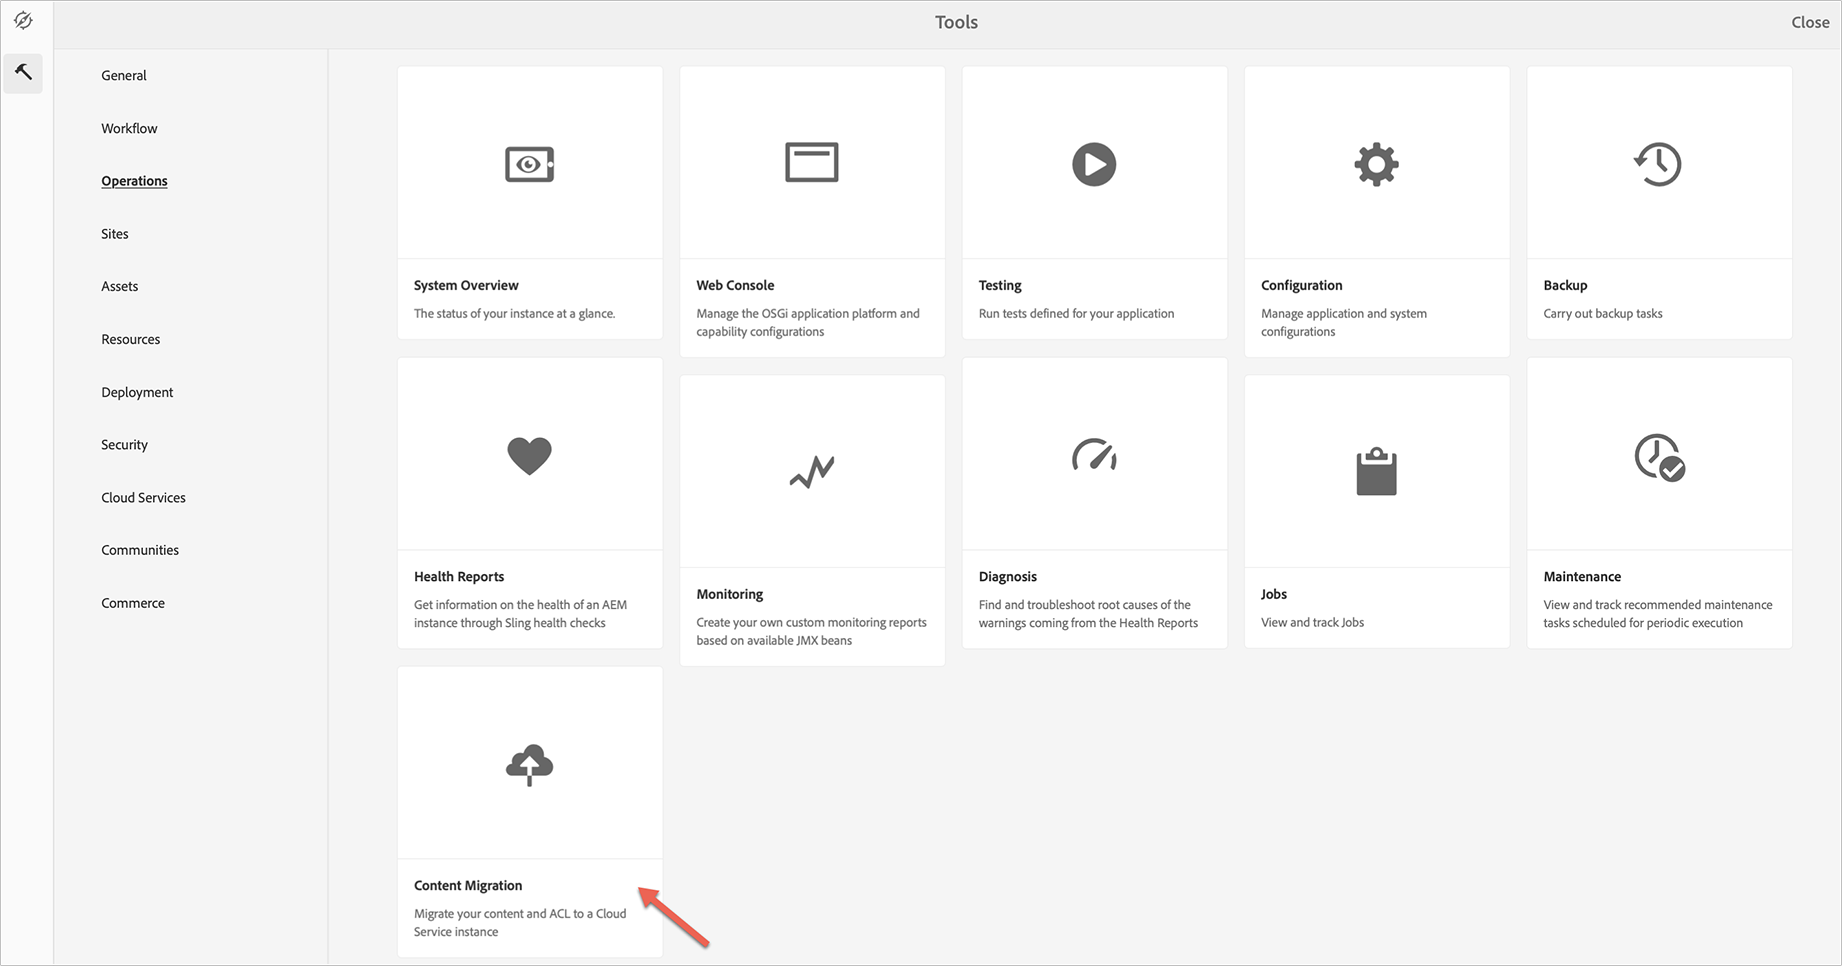 Tools
Close
General
Workflow
Operations
Sites
Assets
Resources
Deployment
Security
Cloud Services
Communities
Commerce
System Overview
The status of your instance at a glance.
Web Console
Manage the OSGi application platform and
capability configurations
Testing
Run tests defined for your application
Configuration
Manage application and system
configurations
Backup
Carry out backup tasks
Health Reports
Get information on the health of an AEM
instance through Sling health checks
Monitoring
Create your own custom monitoring reports
based on available JMX beans
Diagnosis
Find and troubleshoot root causes of the
warnings coming from the Health Reports
Jobs
View and track Jobs
Maintenance
View and track recommended maintenance
tasks scheduled for periodic execution
Content Migration
Migrate your content and ACL to a Cloud
Service instance